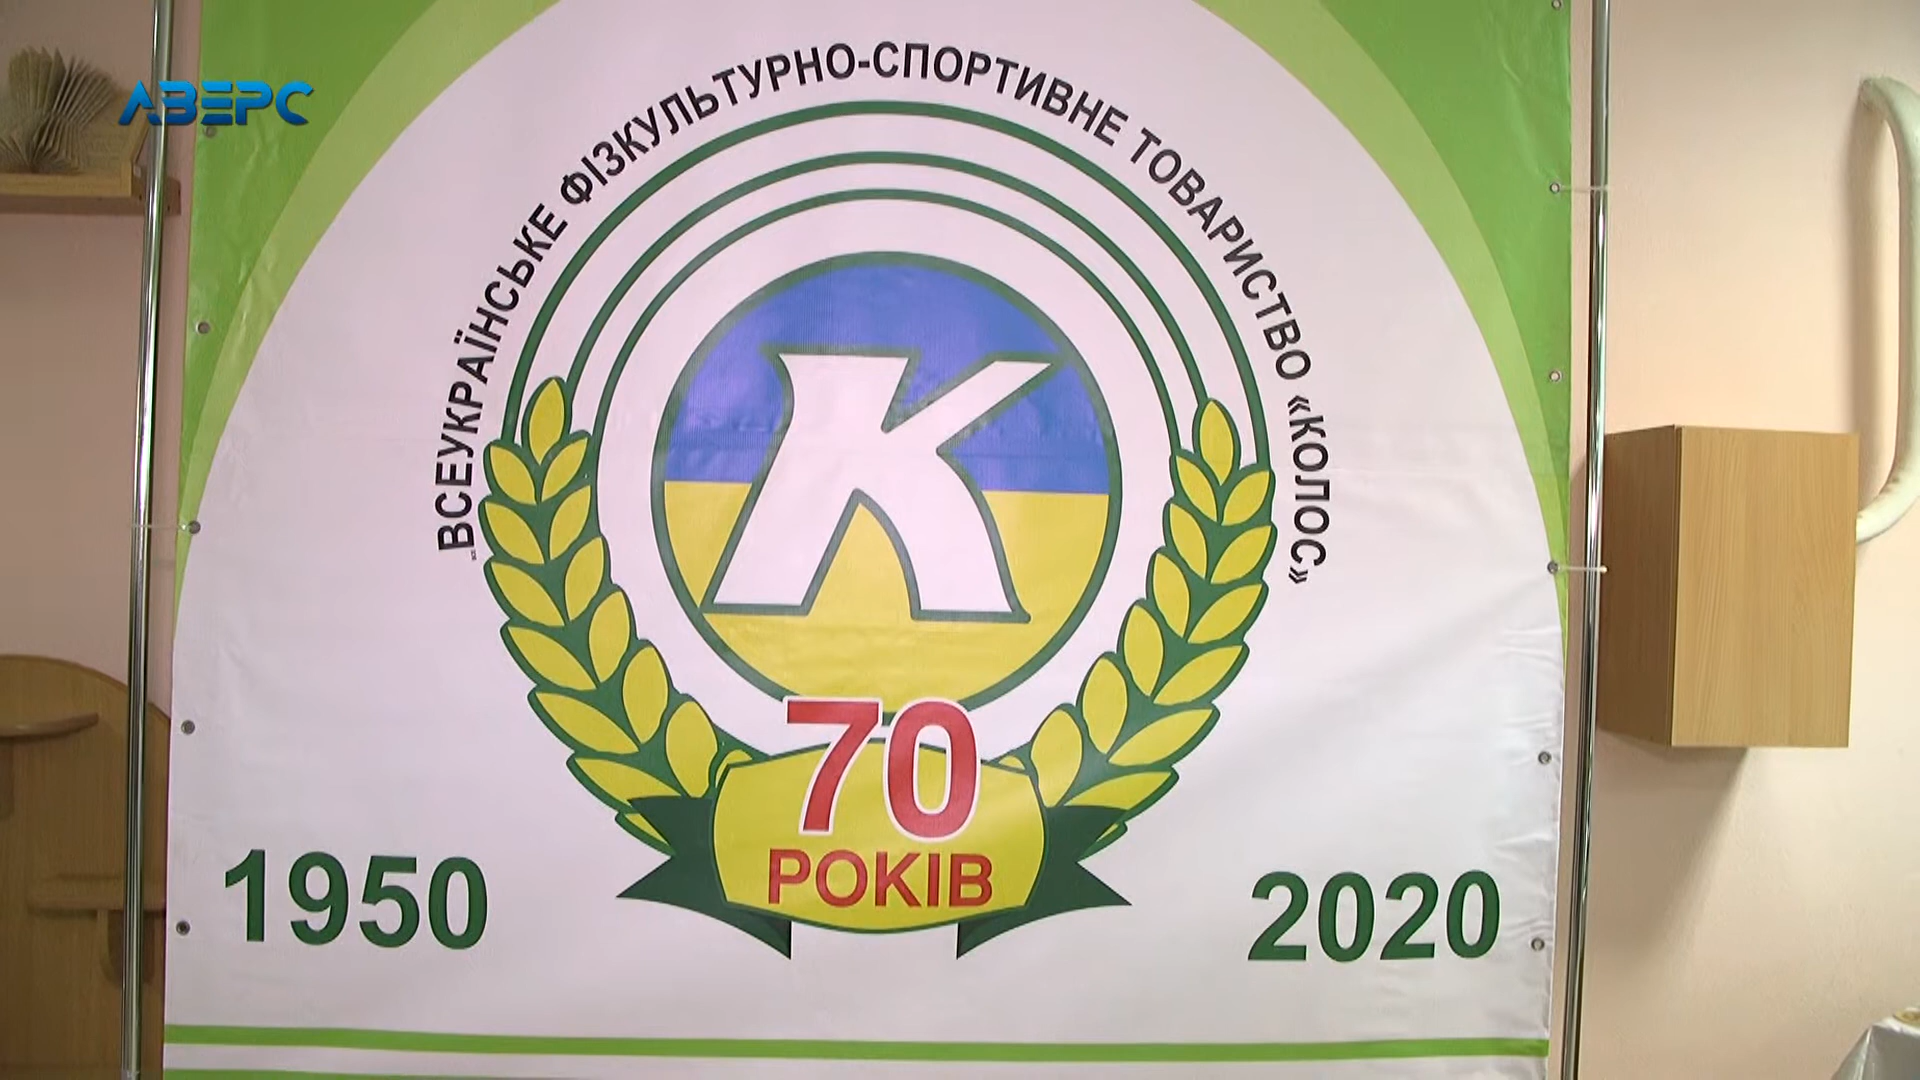 АВЕРС
ВСЕУКРАЇНСЬКЕ ФІЗКУЛЬТУРНО-СПОРТИВНЕ ТОВАРИСТВО «КОЛОС»
К
70
РОКІВ
1950
2020